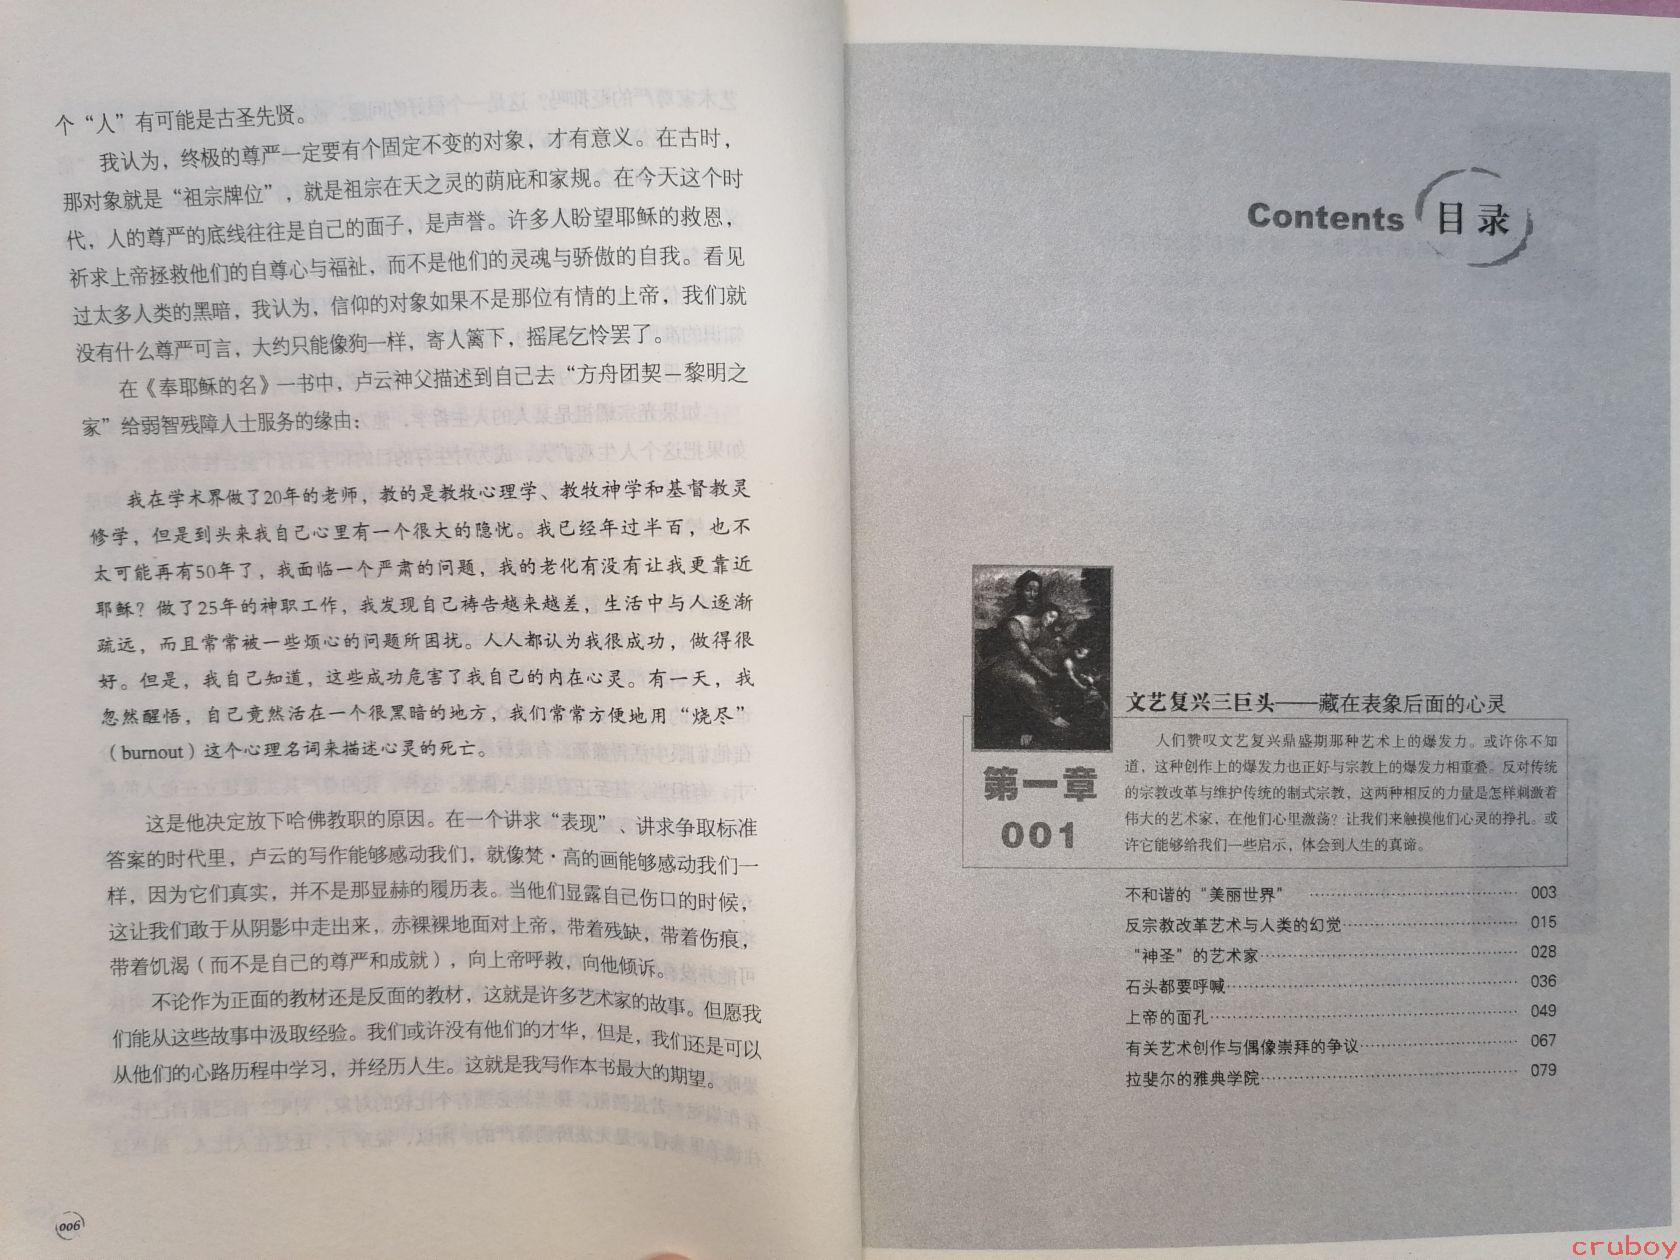 个“人”有可能是古圣先贤。
我认为，终极的尊严一定要有个固定不变的对象，才有意义。在古时，
那对象就是“祖宗牌位”，就是祖宗在天之灵的荫庇和家规。在今天这个时
代，人的尊严的底线往往是自己的面子，是声誉。许多人盼望耶稣的救恩，
祈求上帝拯救他们的自尊心与福祉，而不是他们的灵魂与骄傲的自我。看见
过太多人类的黑暗，我认为，信仰的对象如果不是那位有情的上帝，我们就
没有什么尊严可言，大约只能像狗一样，寄人篱下，摇尾乞怜罢了。
在《奉耶稣的名》一书中，卢云神父描述到自己去“方舟团契－黎明之
家”给弱智残障人士服务的缘由：
我在学术界做了20年的老师，教的是教牧心理学、教牧神学和基督教灵
修学，但是到头来我自己心里有一个很大的隐忧。我已经年过半百，也不
太可能再有50年了，我面临一个严肃的问题，我的老化有没有让我更靠近
耶稣？做了25年的神职工作，我发现自己祷告越来越差，生活中与人逐渐
疏远，而且常常被一些烦心的问题所困扰。人人都认为我很成功，做得很
好。但是，我自己知道，这些成功危害了我自己的内在心灵。有一天，我
忽然醒悟，自己竟然活在一个很黑暗的地方，我们常常方便地用“烧尽”
（burnout）这个心理名词来描述心灵的死亡。
这是他决定放下哈佛教职的原因。在一个讲求“表现”、讲求争取标准
答案的时代里，卢云的写作能够感动我们，就像梵·高的画能够感动我们一
样，因为它们真实，并不是那显赫的履历表。当他们显露自己伤口的时候，
这让我们敢于从阴影中走出来，赤裸裸地面对上帝，带着残缺，带着伤痕，
带着饥渴（而不是自己的尊严和成就），向上帝呼救，向他倾诉。
不论作为正面的教材还是反面的教材，这就是许多艺术家的故事。但愿我
们能从这些故事中汲取经验。我们或许没有他们的才华，但是，我们还是可以
从他们的心路历程中学习，并经历人生。这就是我写作本书最大的期望。
006
Contents 目录
文艺复兴三巨头——藏在表象后面的心灵
第一章
001
人们赞叹文艺复兴鼎盛期那种艺术上的爆发力。或许你不知
道，这种创作上的爆发力也正好与宗教上的爆发力相重叠。反对传统
的宗教改革与维护传统的制式宗教，这两种相反的力量是怎样刺激着
伟大的艺术家，在他们心里激荡？让我们来触摸他们心灵的挣扎。或
许它能够给我们一些启示，体会到人生的真谛。
不和谐的“美丽世界” 003
反宗教改革艺术与人类的幻觉 015
“神圣”的艺术家 028
石头都要呼喊 036
上帝的面孔 049
有关艺术创作与偶像崇拜的争议 067
拉斐尔的雅典学院 079
cruboy